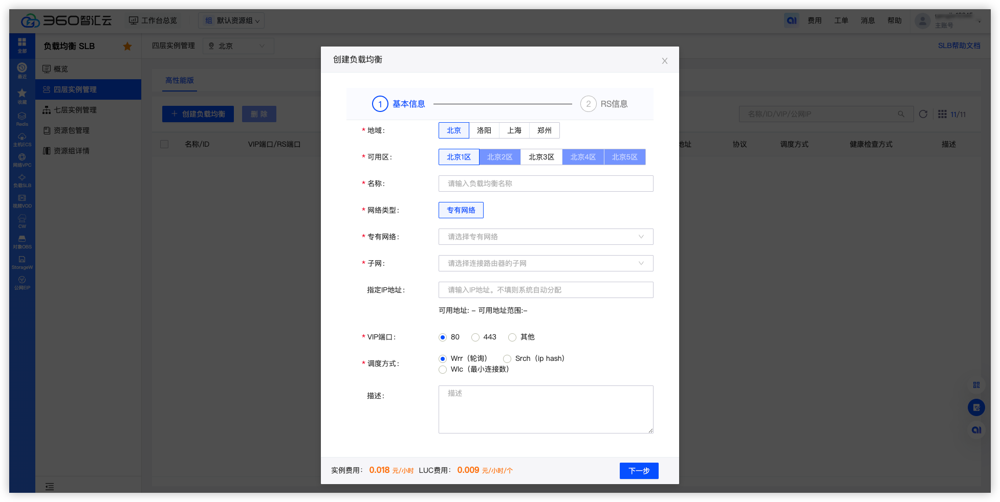 360智汇云
工作台总览
组 默认资源组
费用
工单
消息
帮助
主账号
全部
最近
收藏
Redis
主机ECS
网络VPC
负载SLB
视频VOD
CW
对象OBS
StorageW
公网EIP
负载均衡 SLB
概览
四层实例管理
七层实例管理
资源包管理
资源组详情
四层实例管理
北京
SLB帮助文档
高性能版
+ 创建负载均衡
删 除
名称/ID/VIP/公网IP
11/11
名称/ID
VIP端口/RS端口
地址
协议
调度方式
健康检查方式
描述
创建负载均衡
1 基本信息
2 RS信息
* 地域:
北京 洛阳 上海 郑州
* 可用区:
北京1区 北京2区 北京3区 北京4区 北京5区
* 名称:
请输入负载均衡名称
* 网络类型:
专有网络
* 专有网络:
请选择专有网络
* 子网:
请选择连接路由器的子网
指定IP地址:
请输入IP地址。不填则系统自动分配
可用地址: – 可用地址范围:–
* VIP端口:
80 443 其他
* 调度方式:
Wrr（轮询） Srch（ip hash）
Wlc（最小连接数）
描述:
描述
实例费用: 0.018 元/小时 LUC费用: 0.009 元/小时/个
下一步